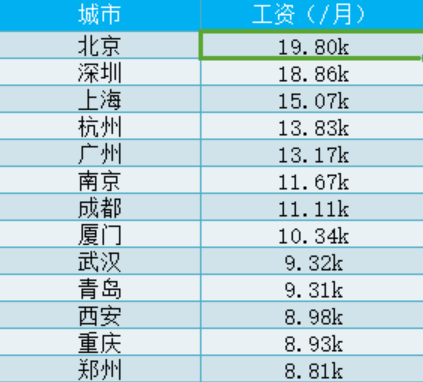 城市 工资（/月）
北京 19.80k
深圳 18.86k
上海 15.07k
杭州 13.83k
广州 13.17k
南京 11.67k
成都 11.11k
厦门 10.34k
武汉 9.32k
青岛 9.31k
西安 8.98k
重庆 8.93k
郑州 8.81k